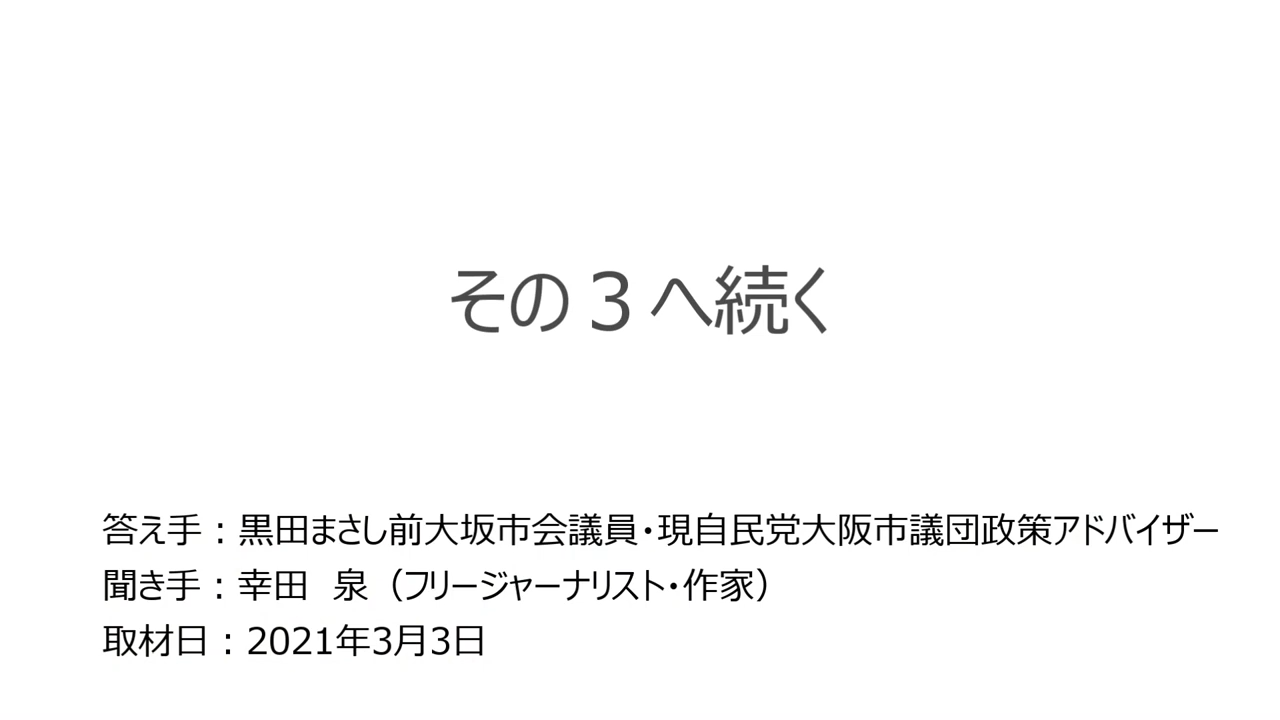 その３へ続く
答え手：黒田まさし前大坂市会議員・現自民党大阪市議団政策アドバイザー
聞き手：幸田　泉（フリージャーナリスト・作家）
取材日：2021年3月3日